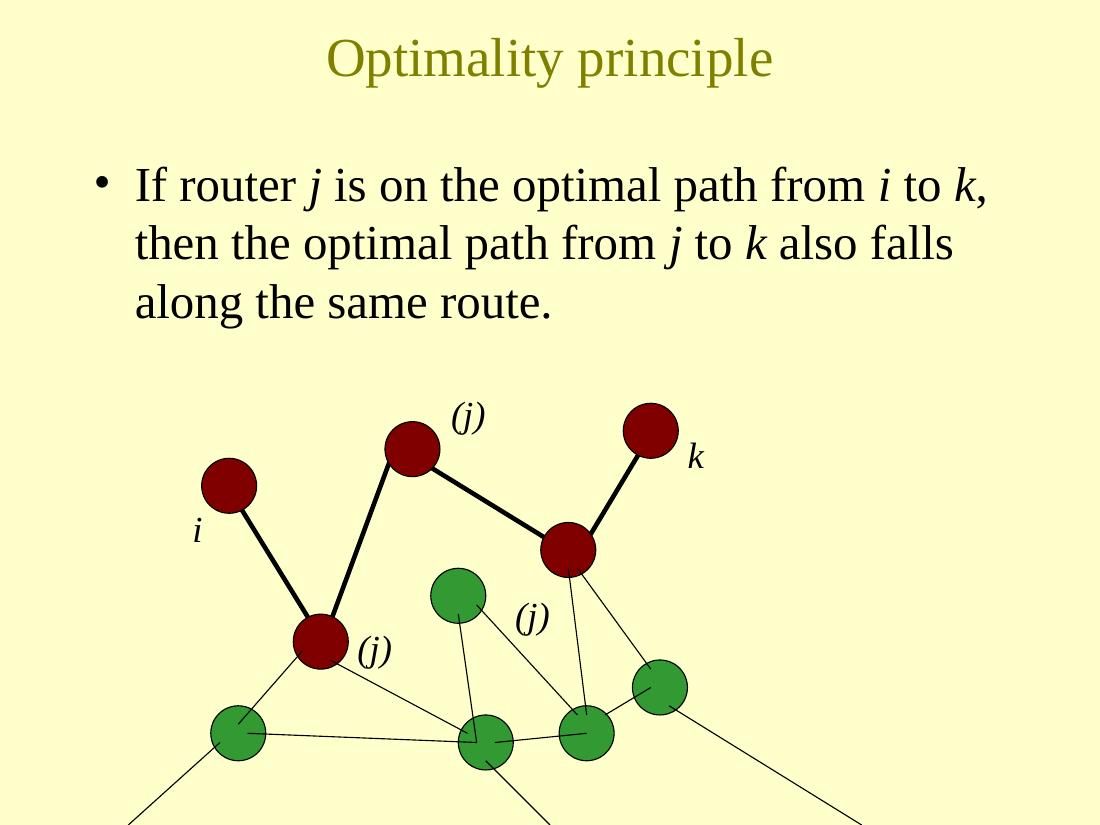 Optimality principle
• If router j is on the optimal path from i to k,
then the optimal path from j to k also falls
along the same route.
(j)
k
i
(j)
(j)